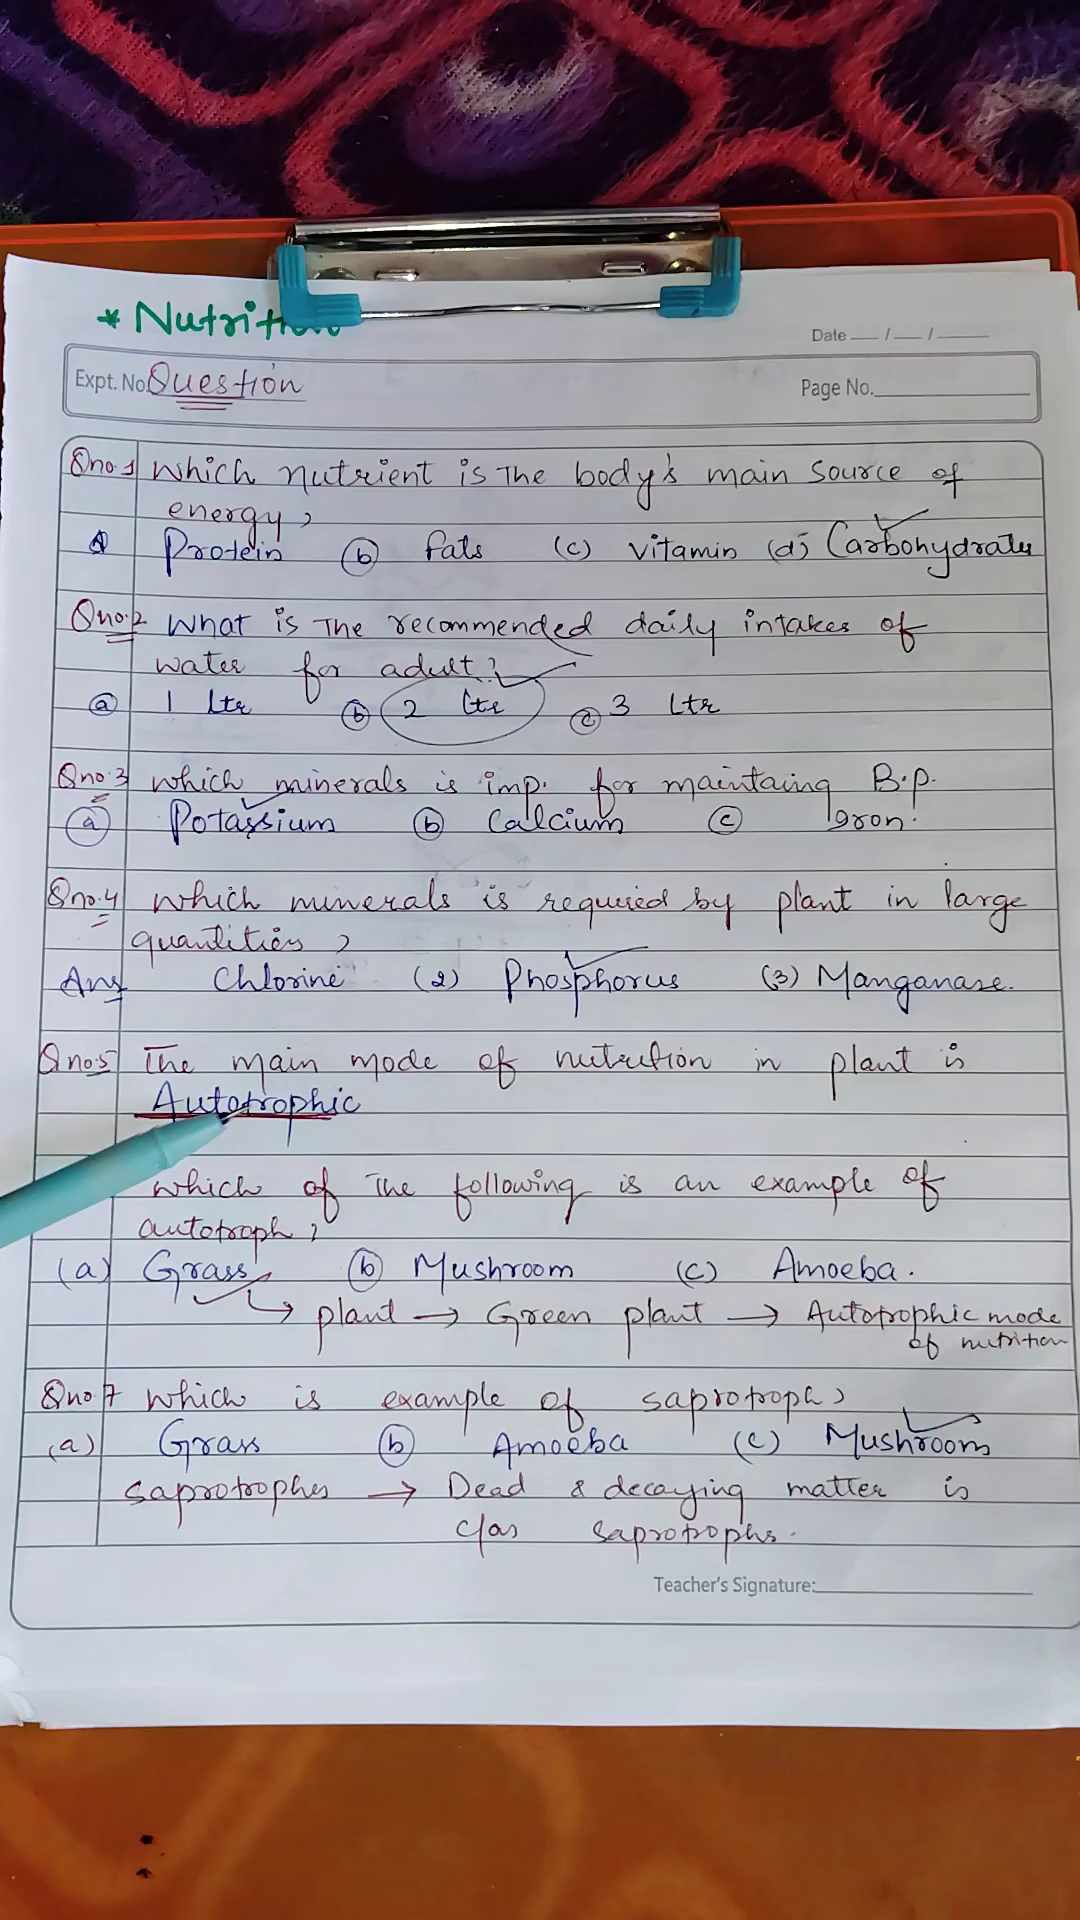 * Nutrition
Date __/__/____
Expt. No. Question
Page No.
Qno.1 Which nutrient is The body's main source of
energy?
a Protein (b) fats (c) vitamin (d) Carbohydrates
Qno.2 What is The recommended daily intakes of
water for adult?
(a) 1 Ltr (b) 2 Ltr (c) 3 Ltr
Qno.3 which minerals is imp. for maintaing B.p.
(a) Potassium (b) Calcium (c) Iron.
Qno.4 which minerals is required by plant in large
quantities?
Ans Chlorine (2) Phosphorus (3) Manganase.
Qno.5 The main mode of nutrition in plant is
Autotrophic
which of The following is an example of
autotroph?
(a) Grass (b) Mushroom (c) Amoeba.
→ plant → Green plant → Autotrophic mode
of nutrition
Qno 7 which is example of saprotroph?
(a) Grass (b) Amoeba (c) Mushroom
saprotrophes → Dead & decaying matter is
c/as saprotrophs.
Teacher's Signature: